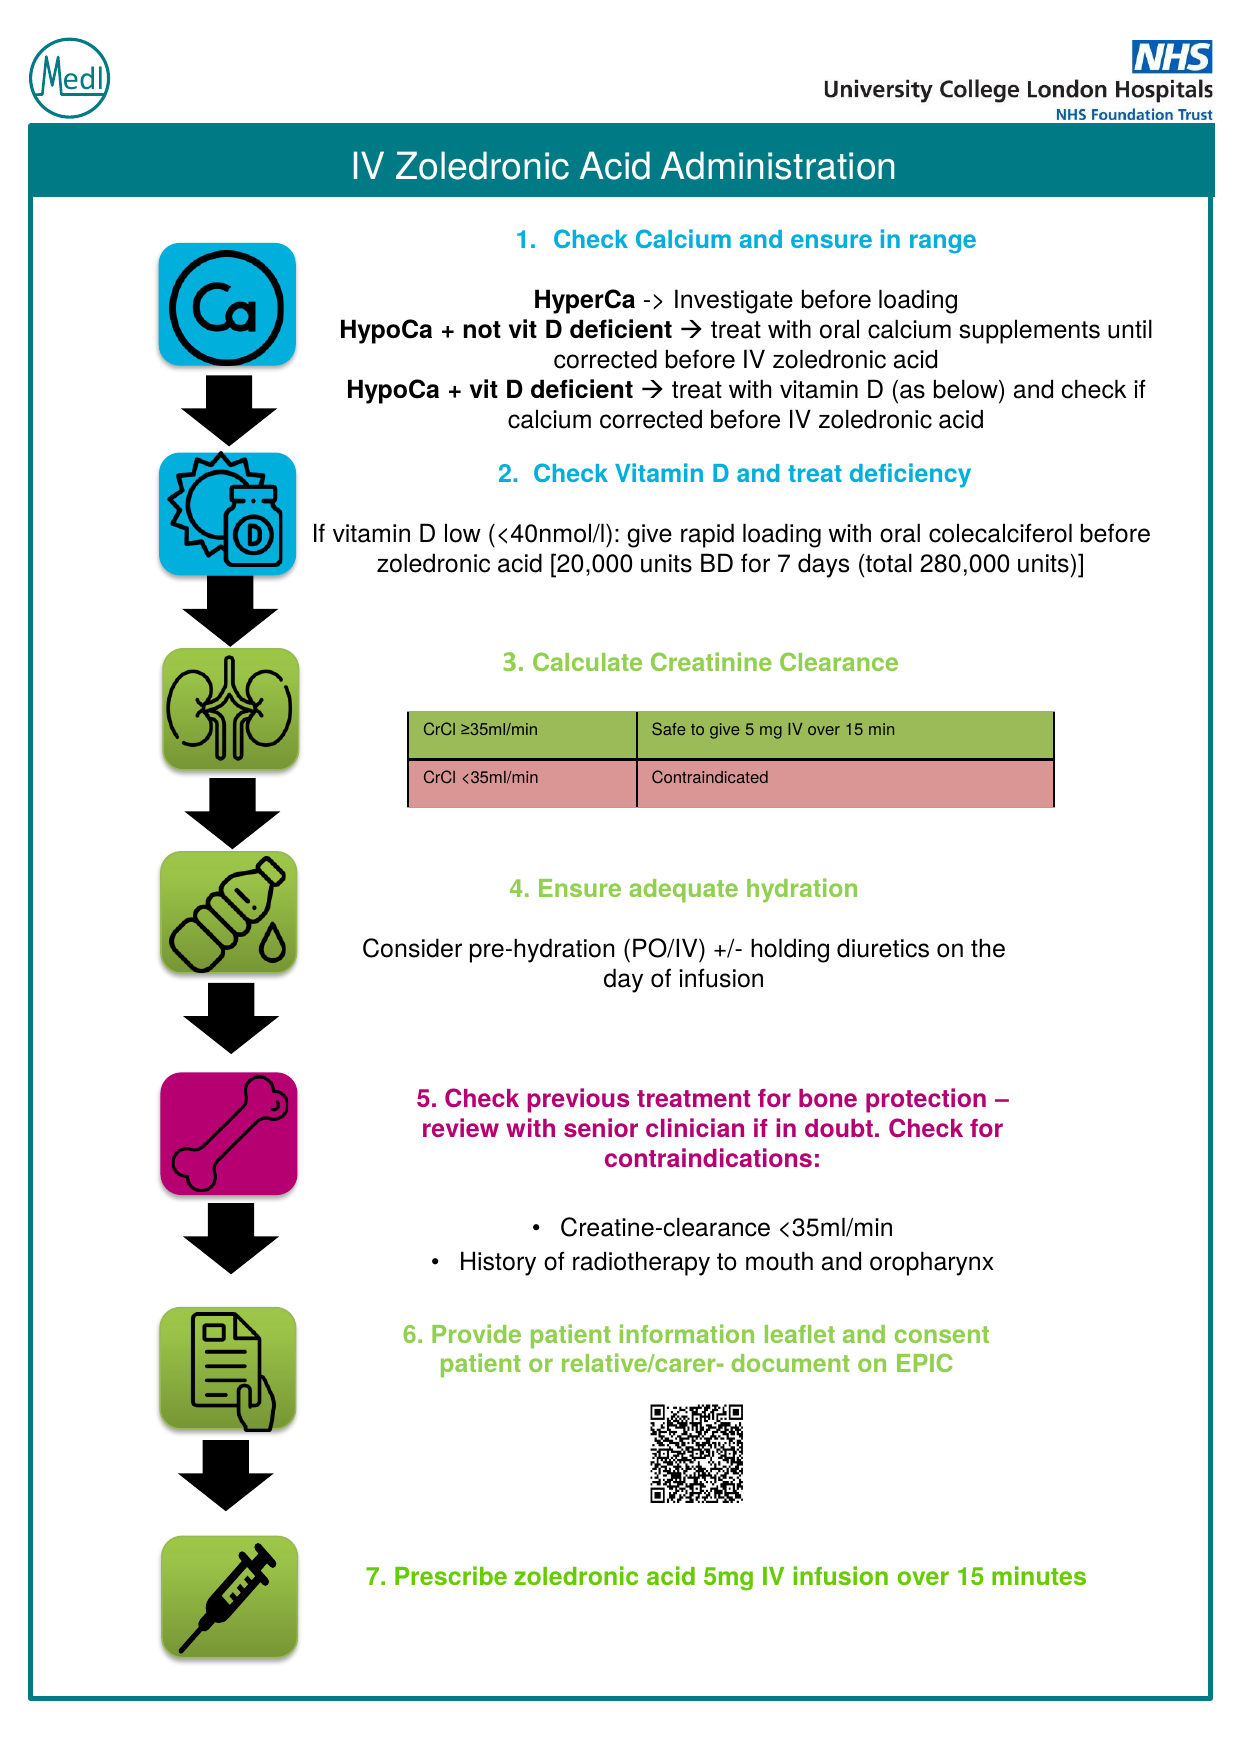 Medl
NHS
University College London Hospitals
NHS Foundation Trust
IV Zoledronic Acid Administration
1. Check Calcium and ensure in range
Ca
HyperCa -> Investigate before loading
HypoCa + not vit D deficient → treat with oral calcium supplements until
corrected before IV zoledronic acid
HypoCa + vit D deficient → treat with vitamin D (as below) and check if
calcium corrected before IV zoledronic acid
2. Check Vitamin D and treat deficiency
D
If vitamin D low (<40nmol/l): give rapid loading with oral colecalciferol before
zoledronic acid [20,000 units BD for 7 days (total 280,000 units)]
3. Calculate Creatinine Clearance
CrCl ≥35ml/min Safe to give 5 mg IV over 15 min
CrCl <35ml/min Contraindicated
4. Ensure adequate hydration
Consider pre-hydration (PO/IV) +/- holding diuretics on the
day of infusion
5. Check previous treatment for bone protection –
review with senior clinician if in doubt. Check for
contraindications:
• Creatine-clearance <35ml/min
• History of radiotherapy to mouth and oropharynx
6. Provide patient information leaflet and consent
patient or relative/carer- document on EPIC
7. Prescribe zoledronic acid 5mg IV infusion over 15 minutes